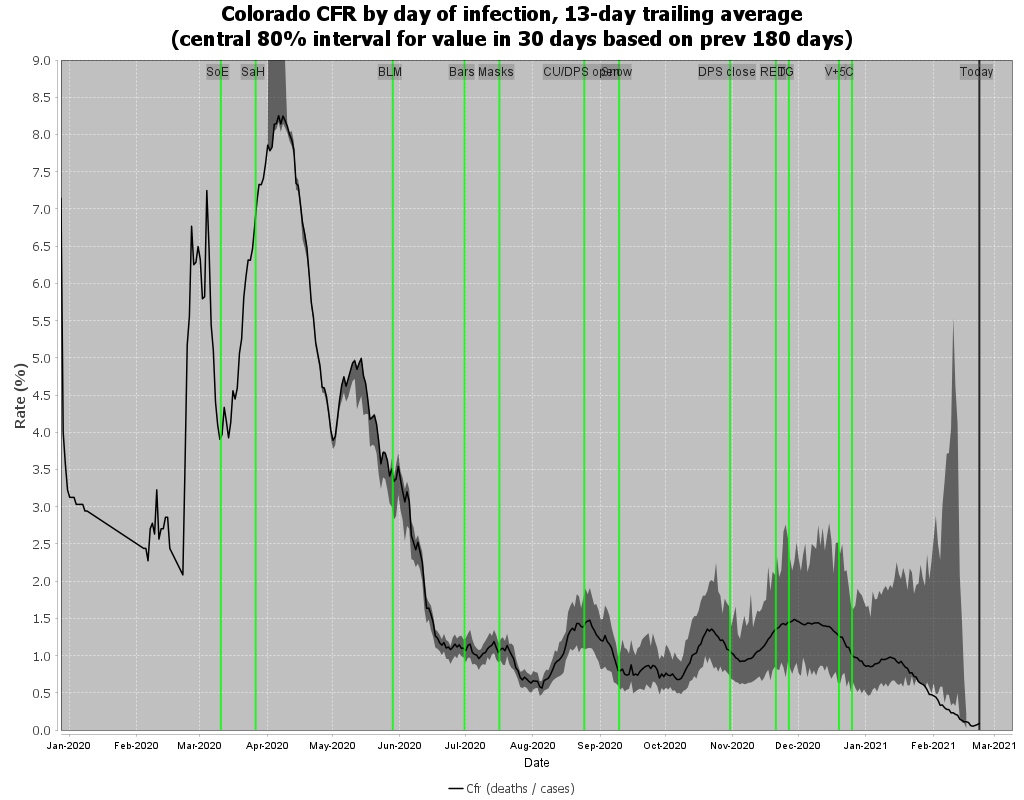 Colorado CFR by day of infection, 13-day trailing average
(central 80% interval for value in 30 days based on prev 180 days)
SoE SaH BLM Bars Masks CU/DPS open Snow DPS close RED TG V+5C Today
9.0
8.5
8.0
7.5
7.0
6.5
6.0
5.5
5.0
4.5
4.0
3.5
3.0
2.5
2.0
1.5
1.0
0.5
0.0
Rate (%)
Jan-2020 Feb-2020 Mar-2020 Apr-2020 May-2020 Jun-2020 Jul-2020 Aug-2020 Sep-2020 Oct-2020 Nov-2020 Dec-2020 Jan-2021 Feb-2021 Mar-2021
Date
Cfr (deaths / cases)